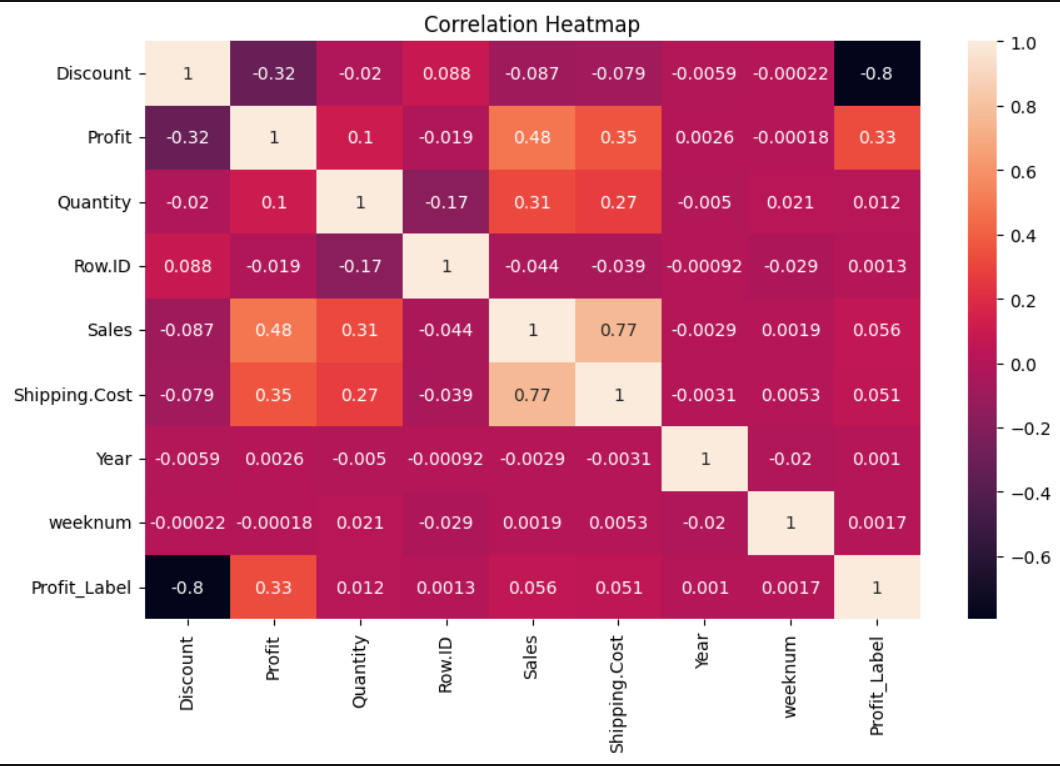 Correlation Heatmap
Discount 1 -0.32 -0.02 0.088 -0.087 -0.079 -0.0059 -0.00022 -0.8
Profit -0.32 1 0.1 -0.019 0.48 0.35 0.0026 -0.00018 0.33
Quantity -0.02 0.1 1 -0.17 0.31 0.27 -0.005 0.021 0.012
Row.ID 0.088 -0.019 -0.17 1 -0.044 -0.039 -0.00092 -0.029 0.0013
Sales -0.087 0.48 0.31 -0.044 1 0.77 -0.0029 0.0019 0.056
Shipping.Cost -0.079 0.35 0.27 -0.039 0.77 1 -0.0031 0.0053 0.051
Year -0.0059 0.0026 -0.005 -0.00092 -0.0029 -0.0031 1 -0.02 0.001
weeknum -0.00022 -0.00018 0.021 -0.029 0.0019 0.0053 -0.02 1 0.0017
Profit_Label -0.8 0.33 0.012 0.0013 0.056 0.051 0.001 0.0017 1
Discount
Profit
Quantity
Row.ID
Sales
Shipping.Cost
Year
weeknum
Profit_Label
1.0
0.8
0.6
0.4
0.2
0.0
−0.2
−0.4
−0.6